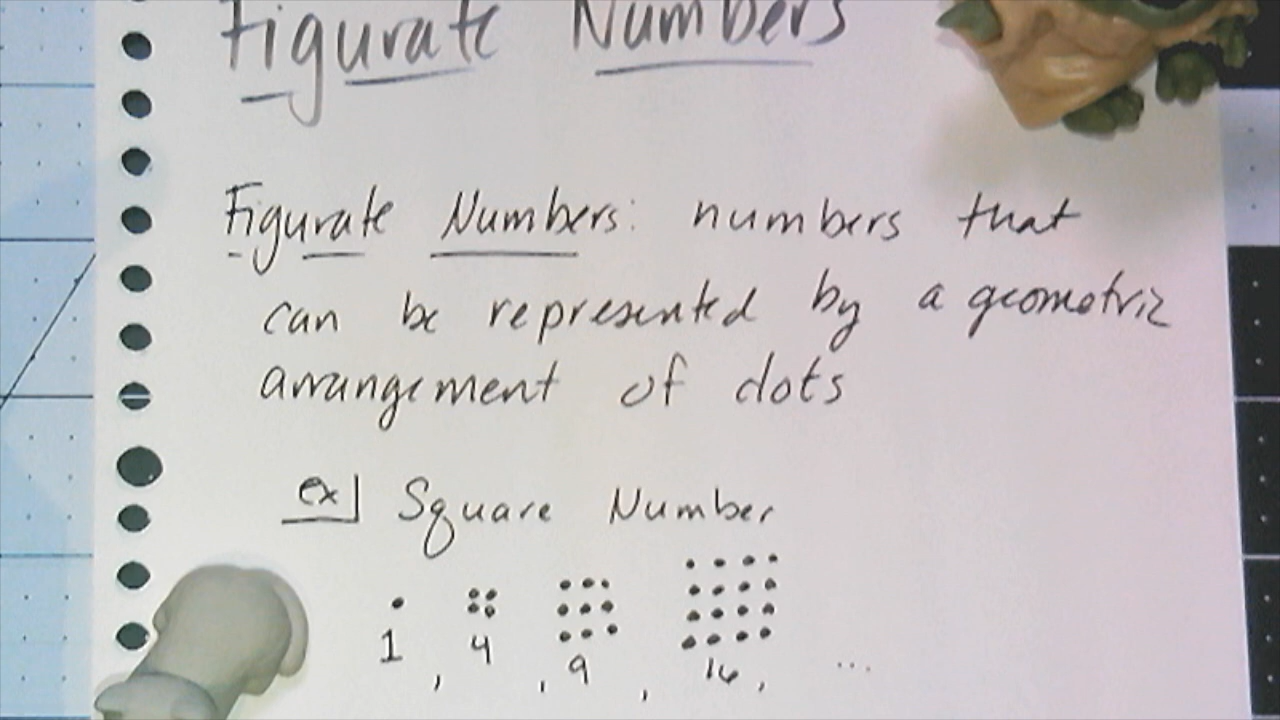 Figurate Numbers
Figurate Numbers: numbers that
can be represented by a geometric
arrangement of dots
ex] Square Number
1, 4, 9, 16, ...